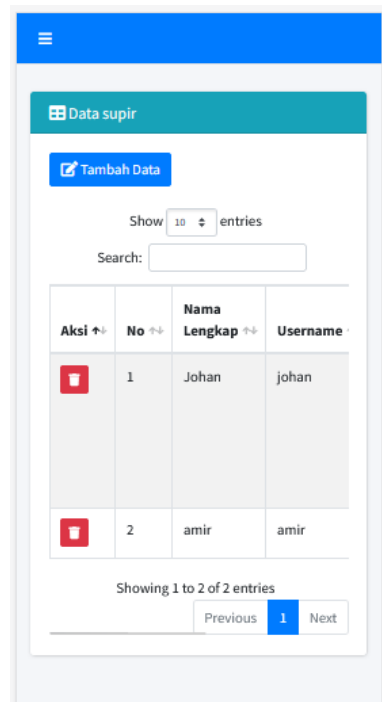 Data supir
Tambah Data
Show 10 entries
Search:
Aksi No Nama Lengkap Username
1 Johan johan
2 amir amir
Showing 1 to 2 of 2 entries
Previous 1 Next